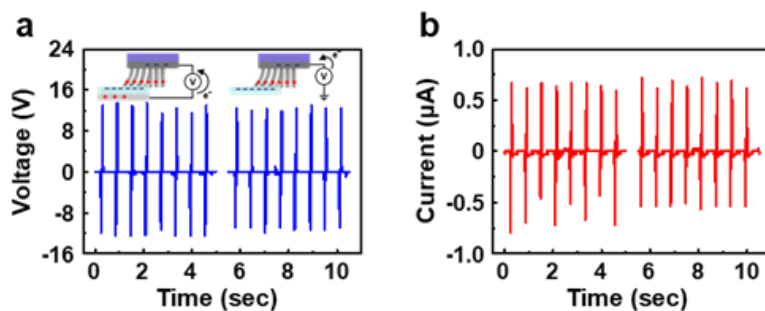 a
24
16
8
0
-8
-16
Voltage (V)
V
V
0 2 4 6 8 10
Time (sec)
b
1.0
0.5
0
-0.5
-1.0
Current (μA)
0 2 4 6 8 10
Time (sec)